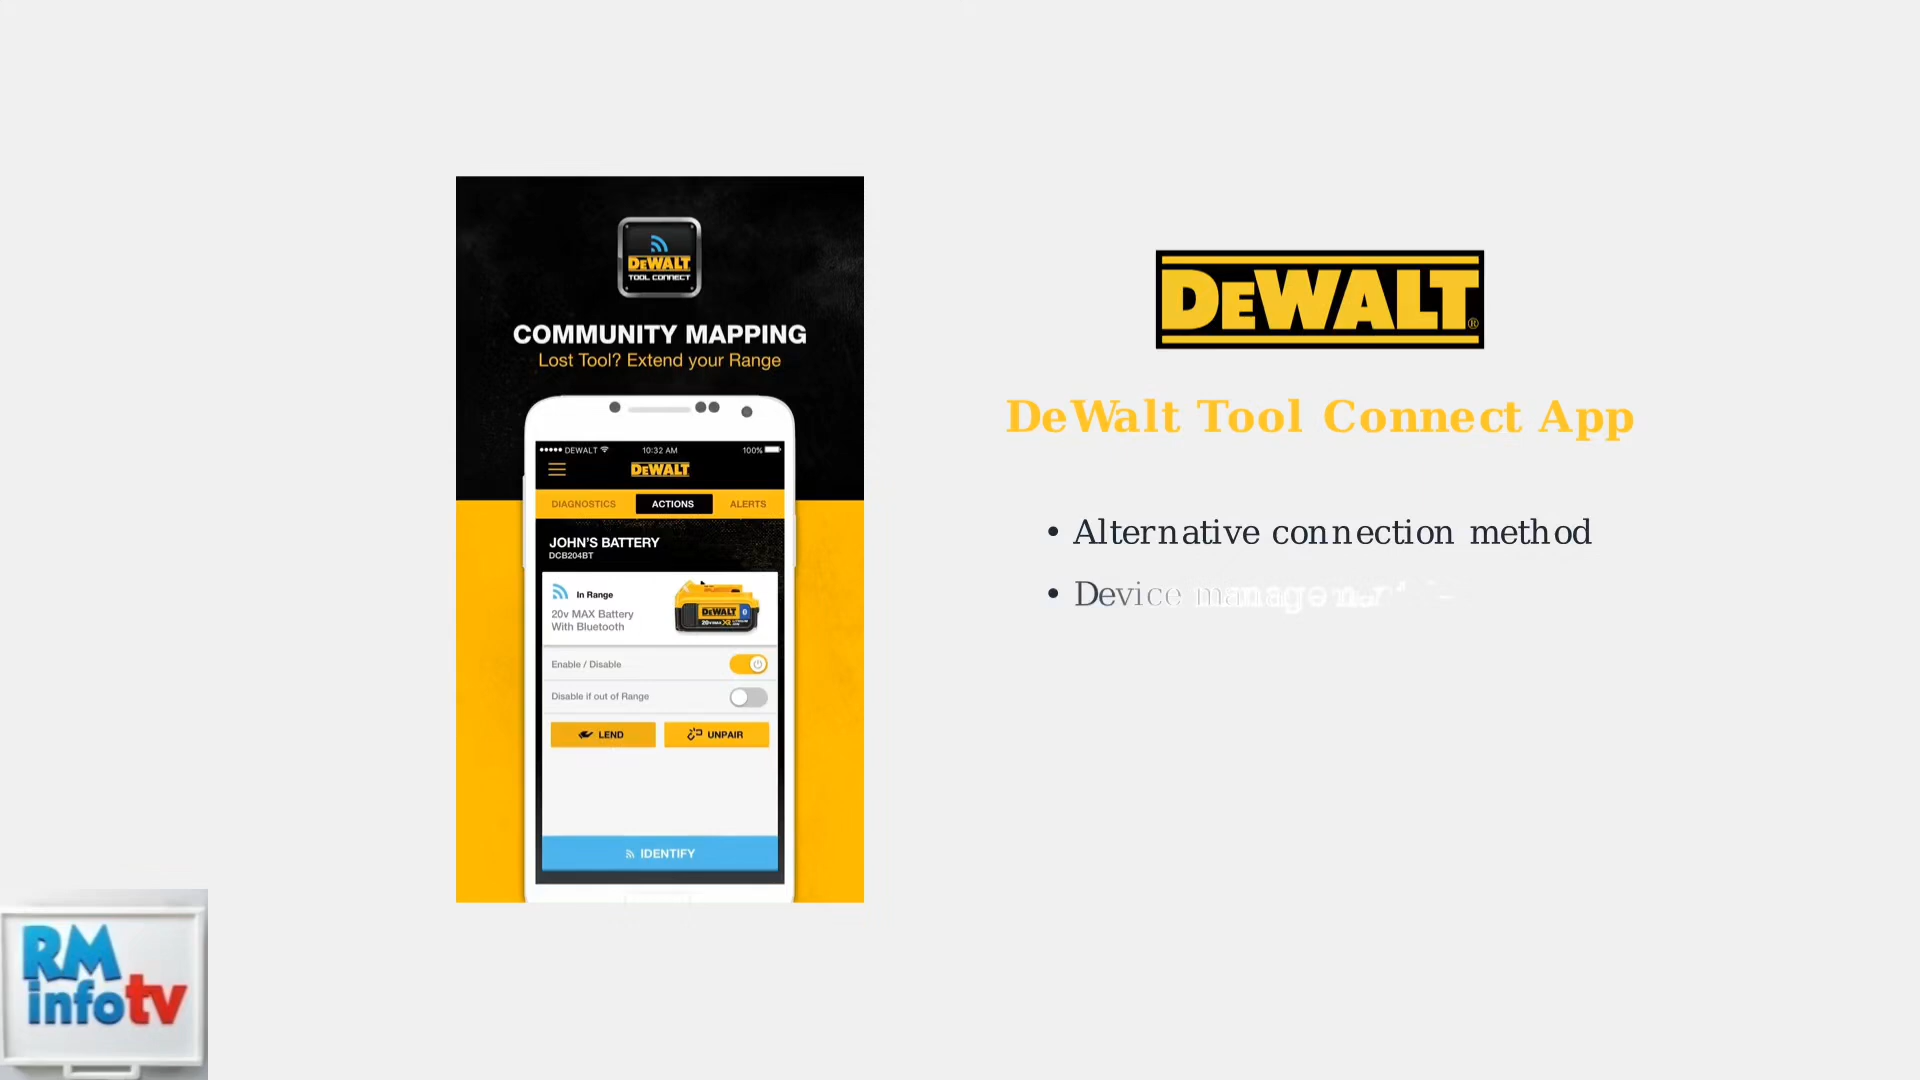 DEWALT
TOOL CONNECT
COMMUNITY MAPPING
Lost Tool? Extend your Range
DEWALT 10:32 AM 100%
DEWALT
DIAGNOSTICS ACTIONS ALERTS
JOHN'S BATTERY
DCB204BT
In Range
20v MAX Battery
With Bluetooth
DEWALT
Enable / Disable
Disable if out of Range
LEND UNPAIR
IDENTIFY
DEWALT®
DeWalt Tool Connect App
• Alternative connection method
• Device
RM
infotv